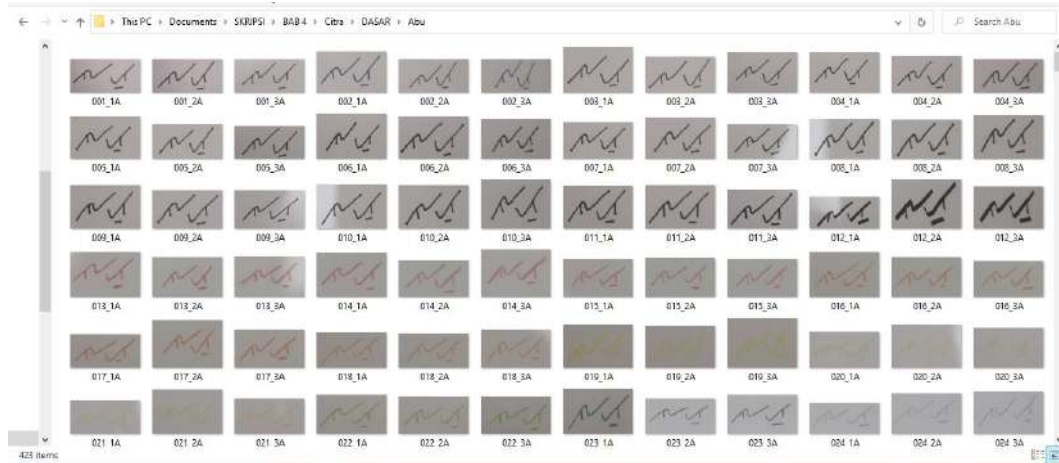 This PC › Documents › SKRIPSI › BAB 4 › Citra › DASAR › Abu
Search Abu
001_1A 001_2A 001_3A 002_1A 002_2A 002_3A 003_1A 003_2A 003_3A 004_1A 004_2A 004_3A
005_1A 005_2A 005_3A 006_1A 006_2A 006_3A 007_1A 007_2A 007_3A 008_1A 008_2A 008_3A
009_1A 009_2A 009_3A 010_1A 010_2A 010_3A 011_1A 011_2A 011_3A 012_1A 012_2A 012_3A
013_1A 013_2A 013_3A 014_1A 014_2A 014_3A 015_1A 015_2A 015_3A 016_1A 016_2A 016_3A
017_1A 017_2A 017_3A 018_1A 018_2A 018_3A 019_1A 019_2A 019_3A 020_1A 020_2A 020_3A
021_1A 021_2A 021_3A 022_1A 022_2A 022_3A 023_1A 023_2A 023_3A 024_1A 024_2A 024_3A
423 items